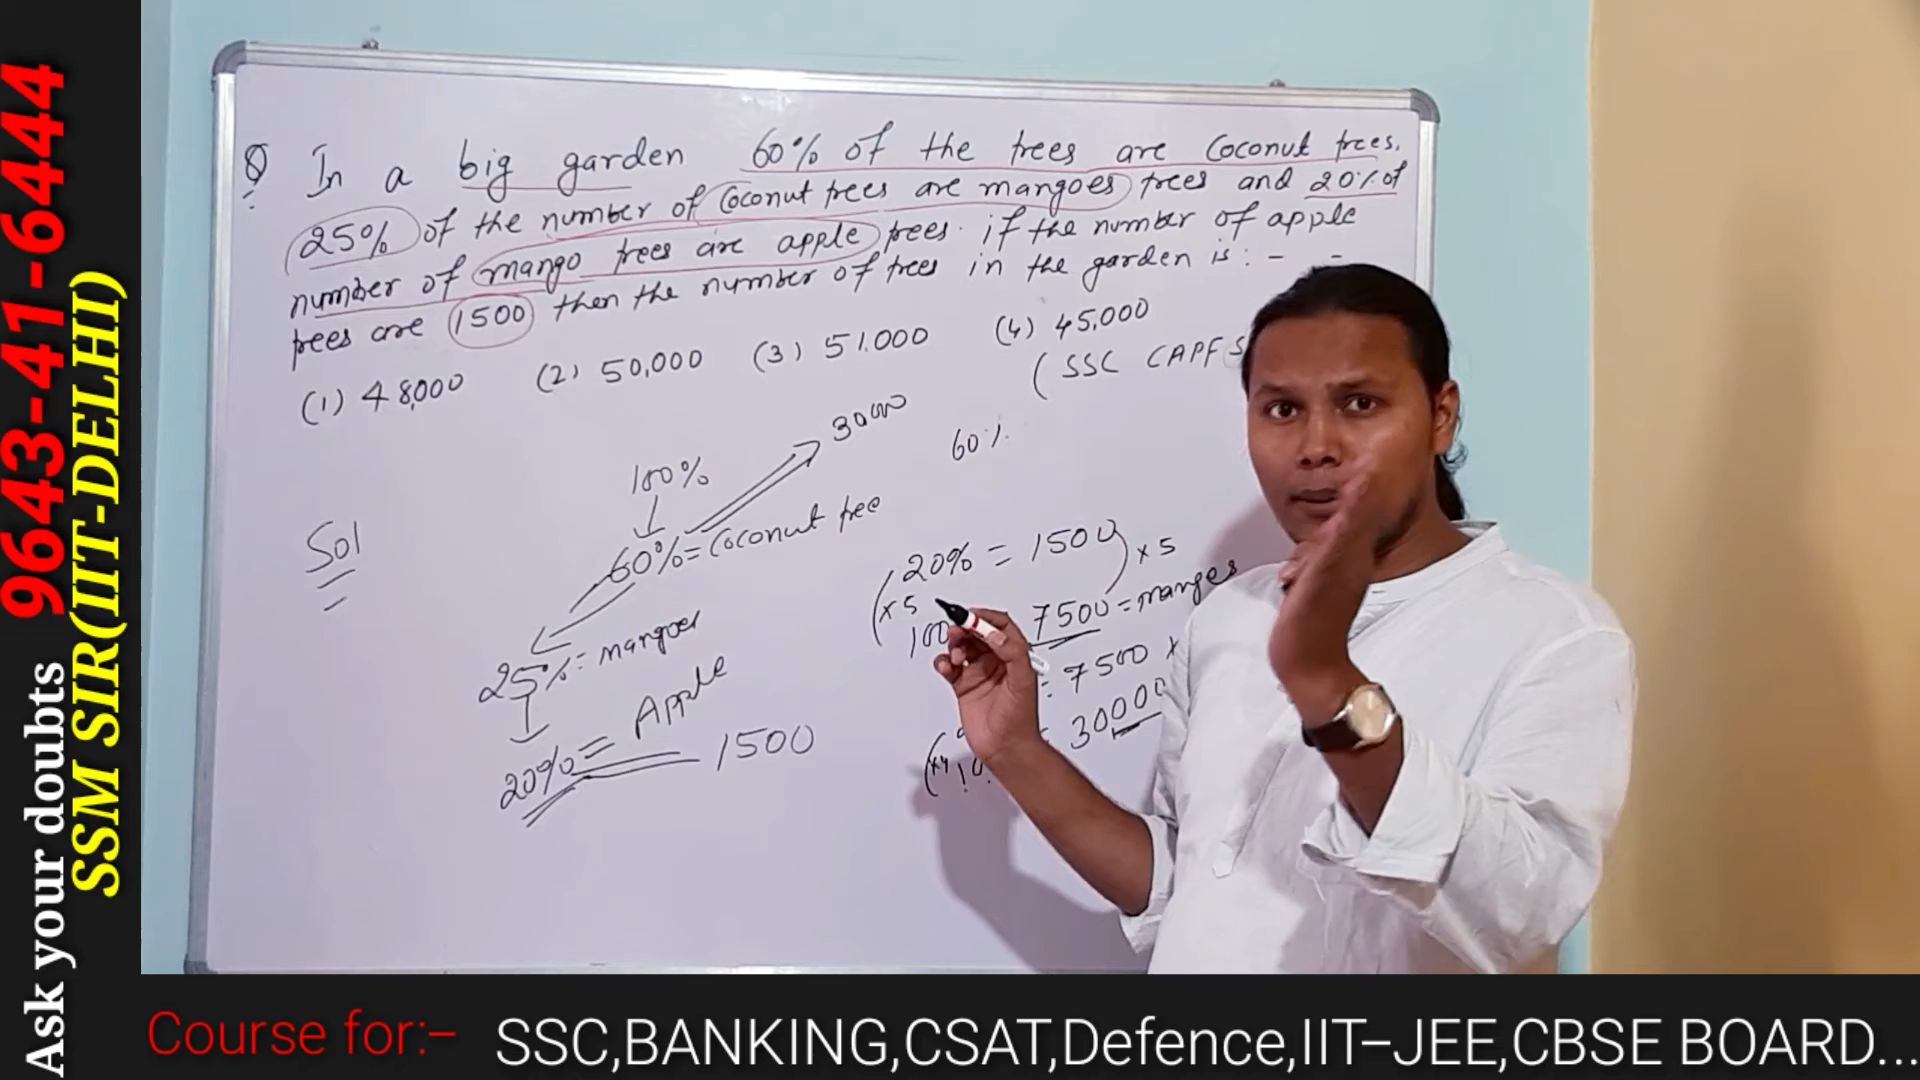 Q In a big garden 60% of the trees are Coconut trees.
25% of the number of Coconut trees are mangoes trees and 20% of
number of mango trees are apple trees. if the number of apple
trees are 1500 then the number of trees in the garden is: -
(1) 48,000 (2) 50,000 (3) 51.000 (4) 45,000
(SSC CAPF S
60%
100%
30000
Sol
60% = Coconut tree
25% = mangoes
20% = Apple 1500
20% = 1500
×5 ×5
100 7500 = manges
= 7500 ×
= 30000
×4
Ask your doubts 9643-41-6444
SSM SIR(IIT-DELHI)
Course for:– SSC,BANKING,CSAT,Defence,IIT–JEE,CBSE BOARD...